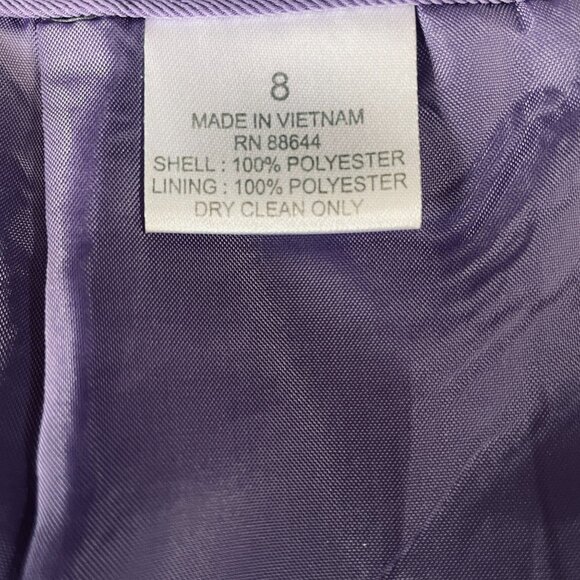 8
MADE IN VIETNAM
RN 88644
SHELL : 100% POLYESTER
LINING : 100% POLYESTER
DRY CLEAN ONLY